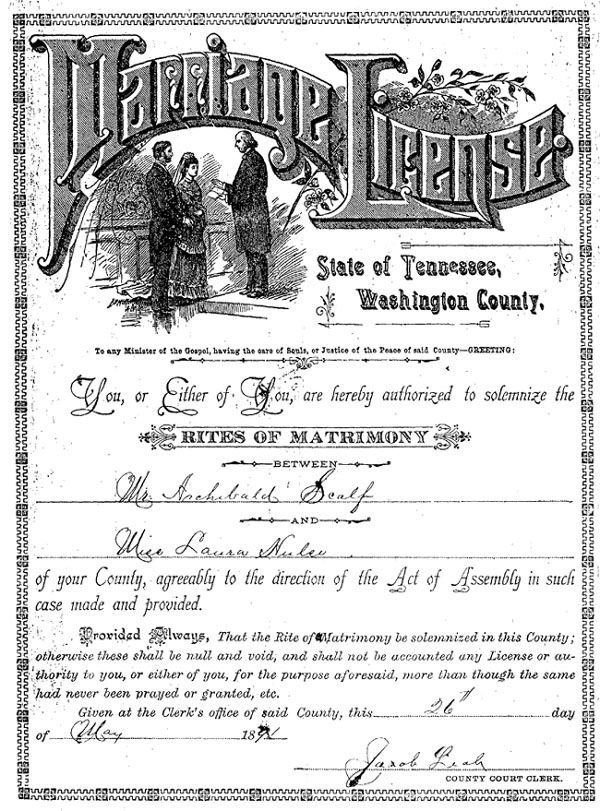 Marriage License.
State of Tennessee,
Washington County.
To any Minister of the Gospel, having the care of Souls, or Justice of the Peace of said County—GREETING:
You, or Either of You, are hereby authorized to solemnize the
RITES OF MATRIMONY
BETWEEN
Mr. Archibald Scalf
AND
Miss Laura Hulse
of your County, agreeably to the direction of the Act of Assembly in such
case made and provided.
Provided Always, That the Rite of Matrimony be solemnized in this County;
otherwise these shall be null and void, and shall not be accounted any License or au-
thority to you, or either of you, for the purpose aforesaid, more than though the same
had never been prayed or granted, etc.
Given at the Clerk's office of said County, this 26th day
of May 18
Jacob Leab
COUNTY COURT CLERK.